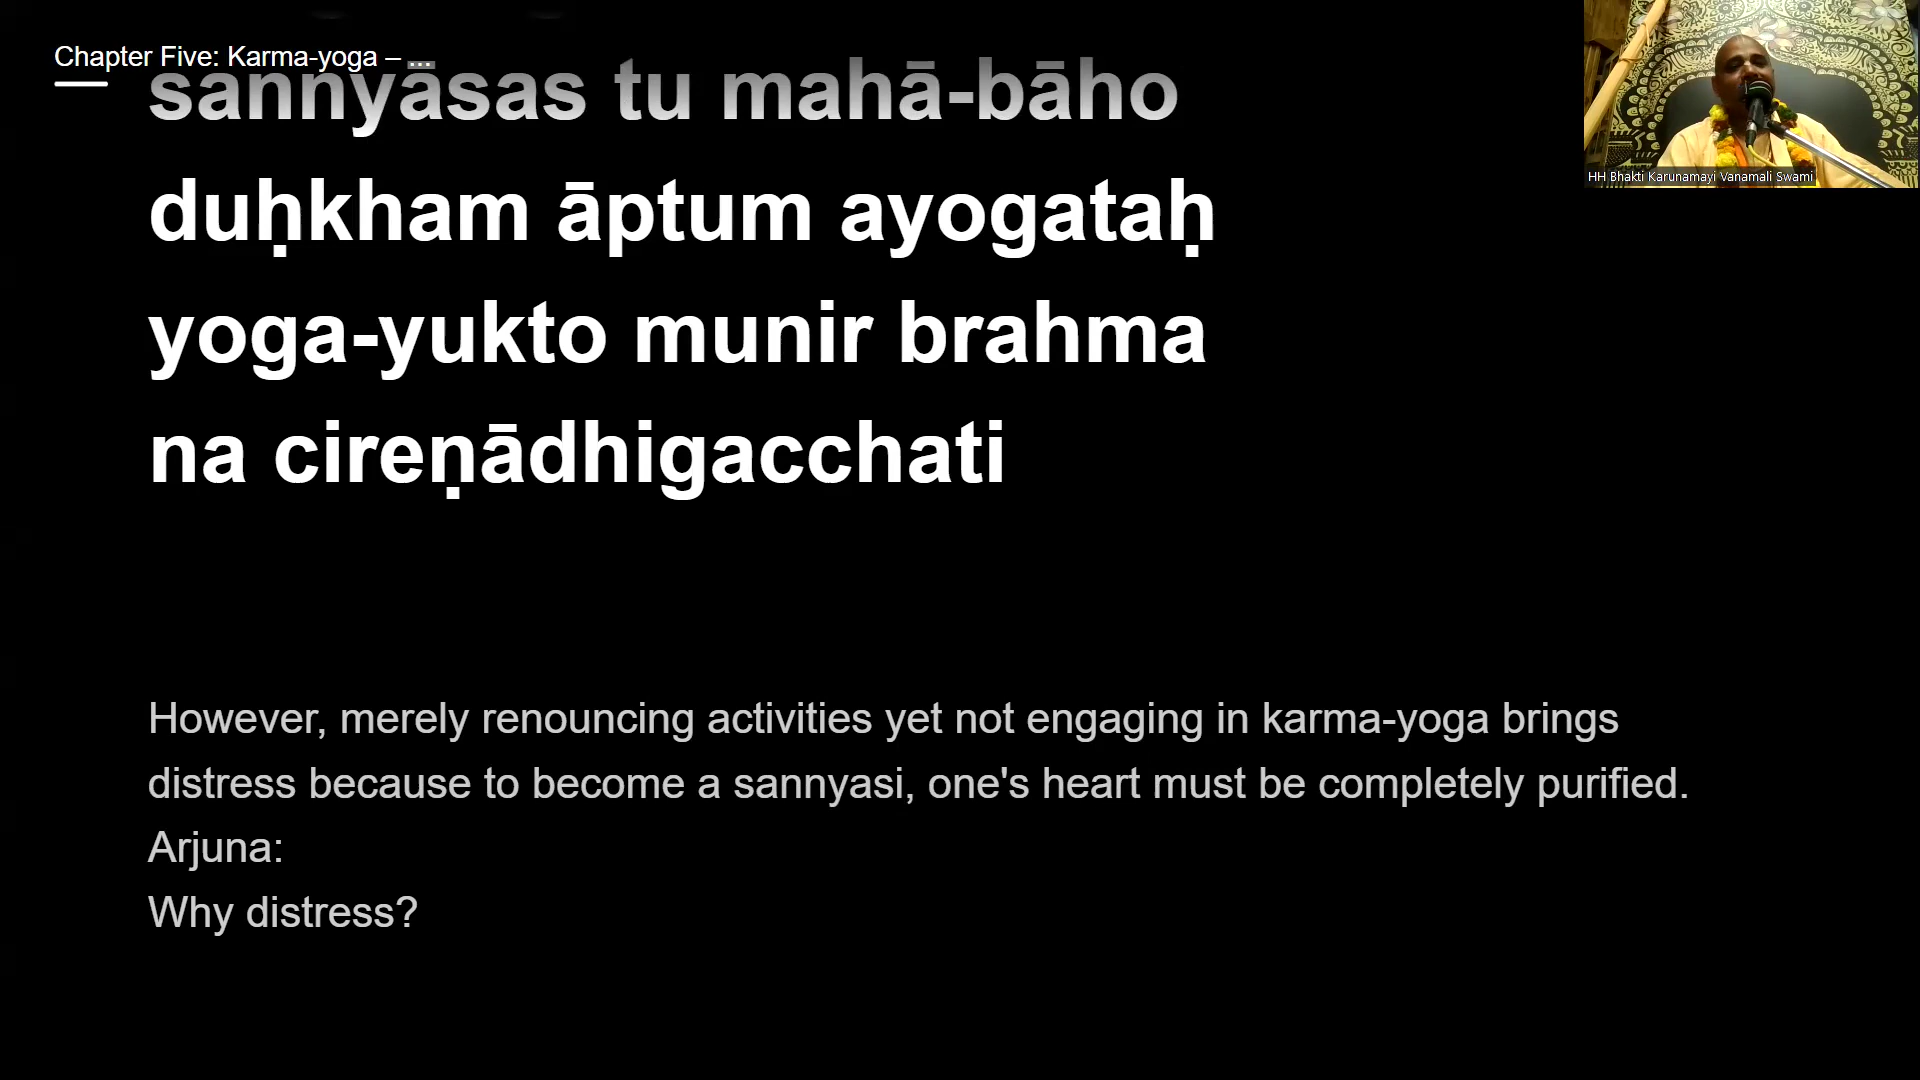 Chapter Five: Karma-yoga – ...
HH Bhakti Karunamayi Vanamali Swami
sannyāsas tu mahā-bāho
duḥkham āptum ayogataḥ
yoga-yukto munir brahma
na cireṇādhigacchati
However, merely renouncing activities yet not engaging in karma-yoga brings
distress because to become a sannyasi, one's heart must be completely purified.
Arjuna:
Why distress?